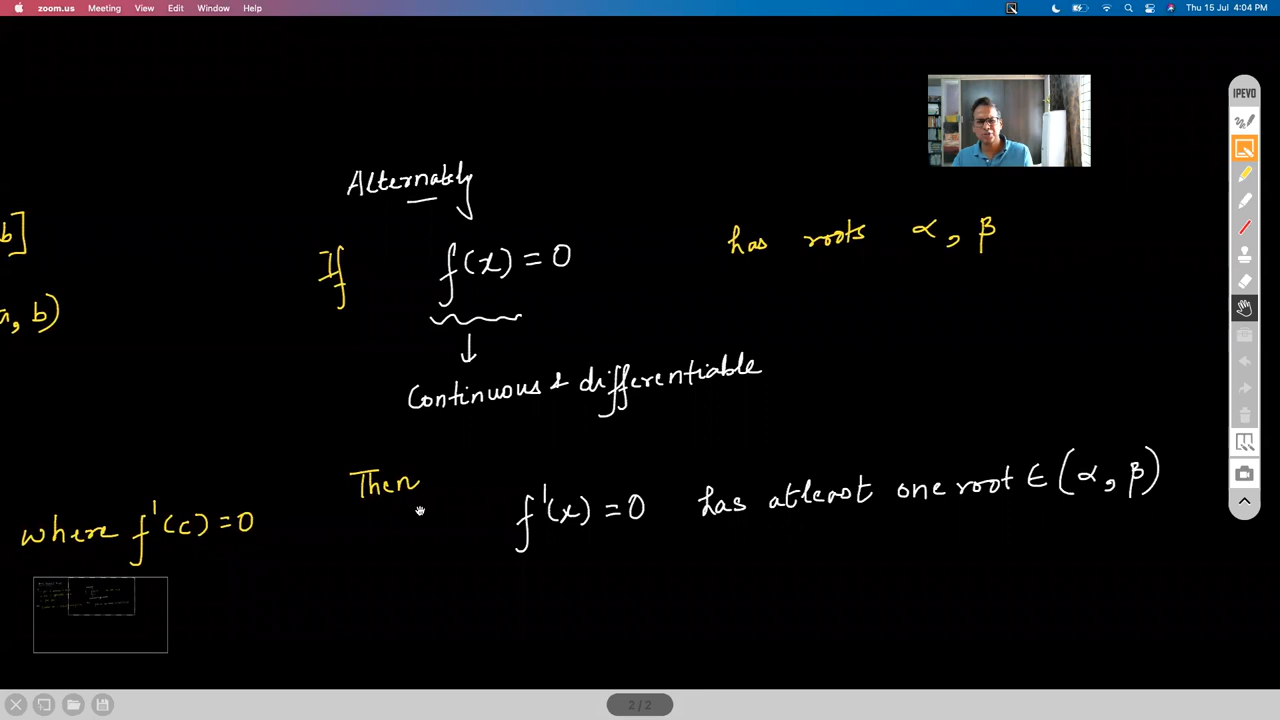 zoom.us Meeting View Edit Window Help Thu 15 Jul 4:04 PM
IPEVO
Alternately
b]
If f(x) = 0 has roots α, β
a, b)
Continuous & differentiable
Then
where f'(c) = 0
f'(x) = 0 has atleast one root ∈ (α, β)
2 / 2